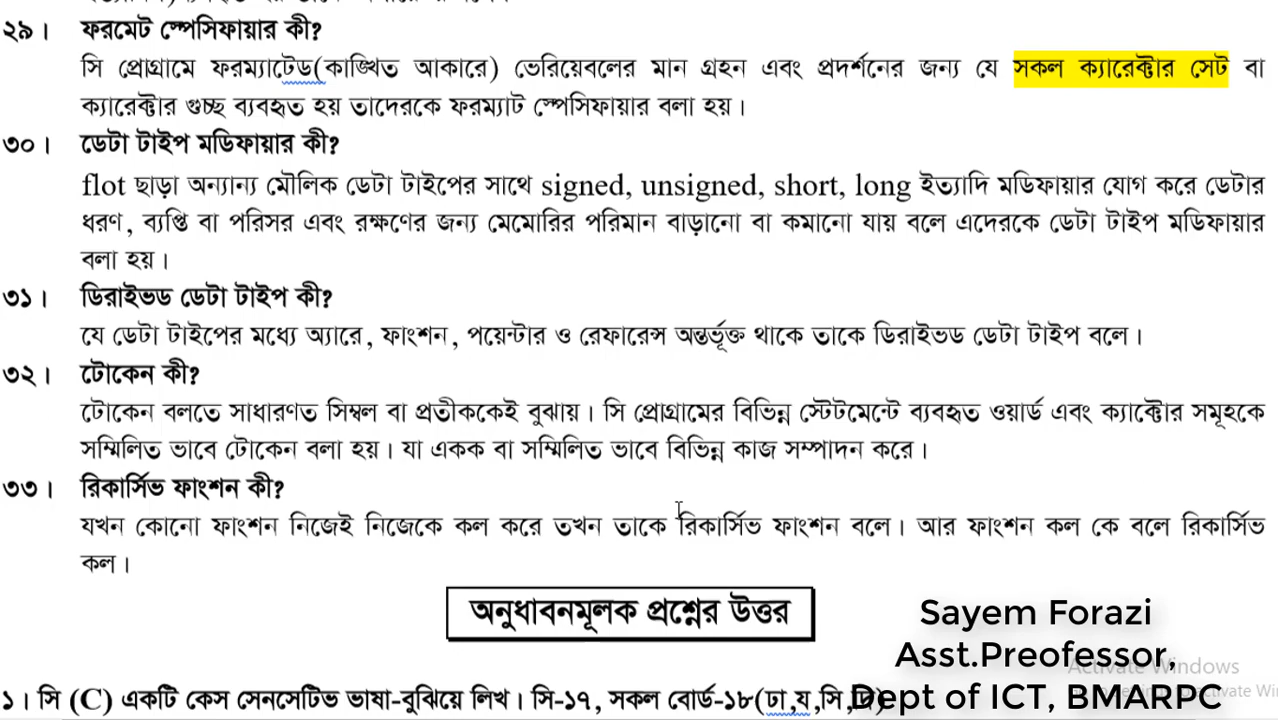 ২৯। ফরমেট স্পেসিফায়ার কী?
সি প্রোগ্রামে ফরম্যাটেড(কাঙ্খিত আকারে) ভেরিয়েবলের মান গ্রহন এবং প্রদর্শনের জন্য যে সকল ক্যারেক্টার সেট বা
ক্যারেক্টার গুচ্ছ ব্যবহৃত হয় তাদেরকে ফরম্যাট স্পেসিফায়ার বলা হয়।
৩০। ডেটা টাইপ মডিফায়ার কী?
flot ছাড়া অন্যান্য মৌলিক ডেটা টাইপের সাথে signed, unsigned, short, long ইত্যাদি মডিফায়ার যোগ করে ডেটার
ধরণ, ব্যপ্তি বা পরিসর এবং রক্ষণের জন্য মেমোরির পরিমান বাড়ানো বা কমানো যায় বলে এদেরকে ডেটা টাইপ মডিফায়ার
বলা হয়।
৩১। ডিরাইভড ডেটা টাইপ কী?
যে ডেটা টাইপের মধ্যে অ্যারে, ফাংশন, পয়েন্টার ও রেফারেন্স অন্তর্ভূক্ত থাকে তাকে ডিরাইভড ডেটা টাইপ বলে।
৩২। টোকেন কী?
টোকেন বলতে সাধারণত সিম্বল বা প্রতীককেই বুঝায়। সি প্রোগ্রামের বিভিন্ন স্টেটমেন্টে ব্যবহৃত ওয়ার্ড এবং ক্যাক্টের সমূহকে
সম্মিলিত ভাবে টোকেন বলা হয়। যা একক বা সম্মিলিত ভাবে বিভিন্ন কাজ সম্পাদন করে।
৩৩। রিকার্সিভ ফাংশন কী?
যখন কোনো ফাংশন নিজেই নিজেকে কল করে তখন তাকে রিকার্সিভ ফাংশন বলে। আর ফাংশন কল কে বলে রিকার্সিভ
কল।
অনুধাবনমূলক প্রশ্নের উত্তর
Sayem Forazi
Asst.Preofessor,
Activate Windows
১। সি (C) একটি কেস সেনসেটিভ ভাষা-বুঝিয়ে লিখ। সি-১৭, সকল বোর্ড-১৮(ঢা,য,সি,
Dept of ICT, BMARPC